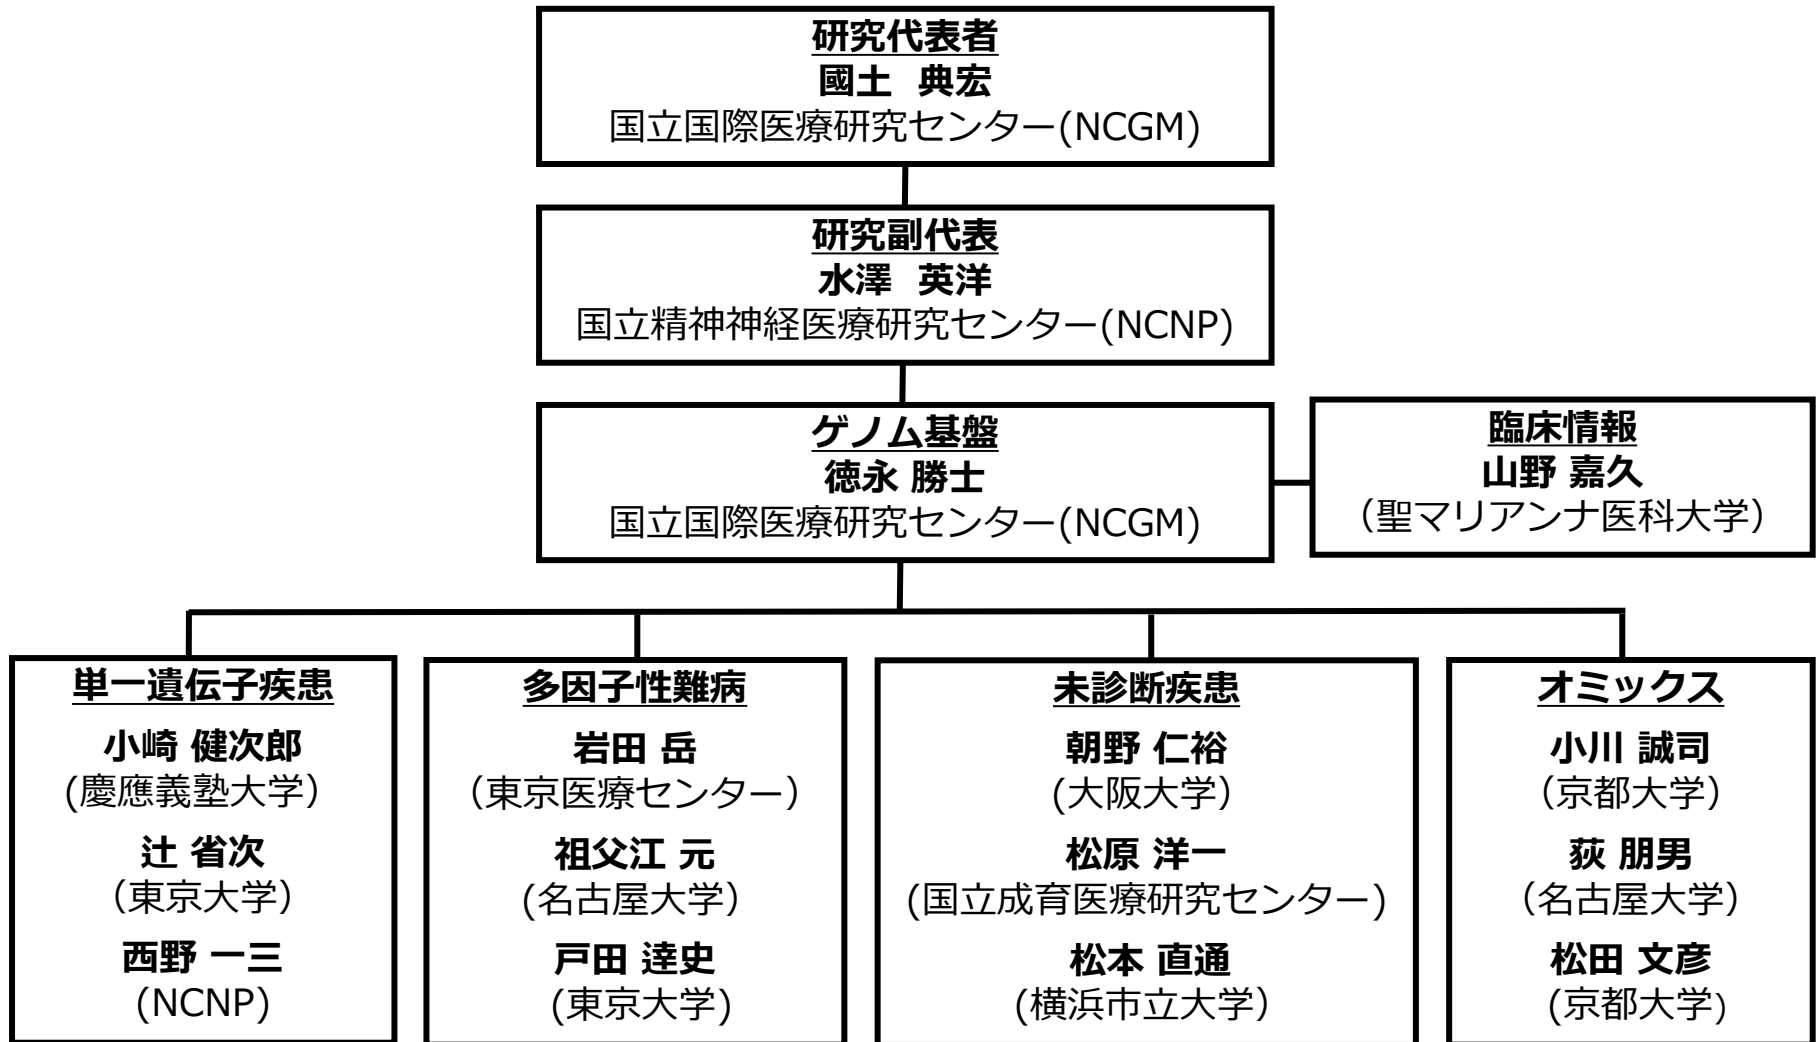 研究代表者
國土 典宏
国立国際医療研究センター(NCGM)
研究副代表
水澤 英洋
国立精神神経医療研究センター(NCNP)
ゲノム基盤
徳永 勝士
国立国際医療研究センター(NCGM)
臨床情報
山野 嘉久
（聖マリアンナ医科大学）
単一遺伝子疾患
小崎 健次郎
(慶應義塾大学）
辻 省次
（東京大学）
西野 一三
(NCNP)
多因子性難病
岩田 岳
（東京医療センター）
祖父江 元
(名古屋大学）
戸田 達史
(東京大学)
未診断疾患
朝野 仁裕
(大阪大学）
松原 洋一
(国立成育医療研究センター)
松本 直通
(横浜市立大学）
オミックス
小川 誠司
（京都大学）
荻 朋男
（名古屋大学）
松田 文彦
(京都大学)